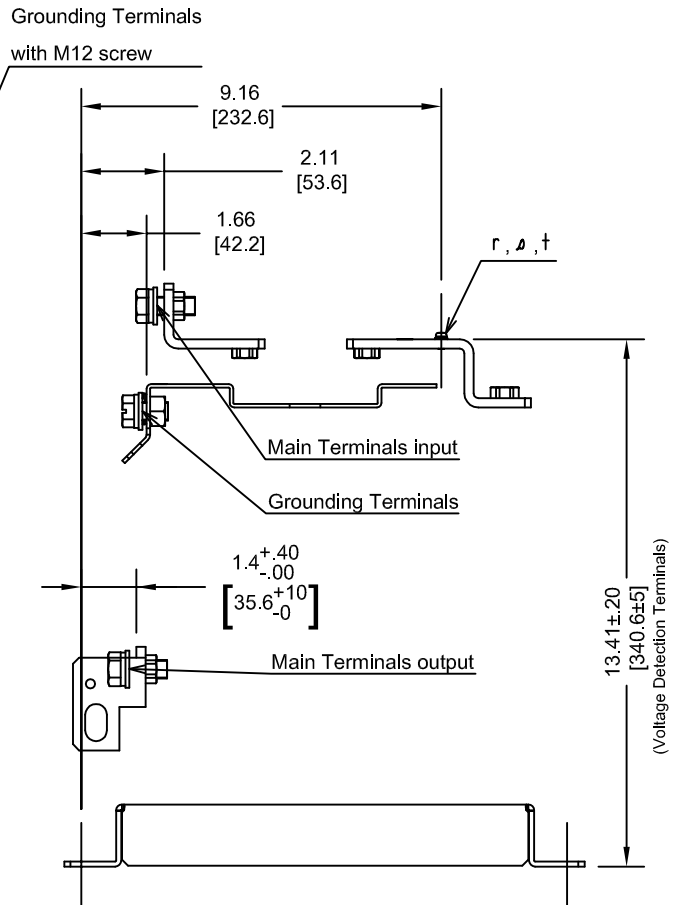 Grounding Terminals
with M12 screw
9.16
[232.6]
2.11
[53.6]
1.66
[42.2]
r , s , t
Main Terminals input
Grounding Terminals
1.4+.40
-.00
[35.6+10
-0]
Main Terminals output
13.41±.20
[340.6±5]
(Voltage Detection Terminals)